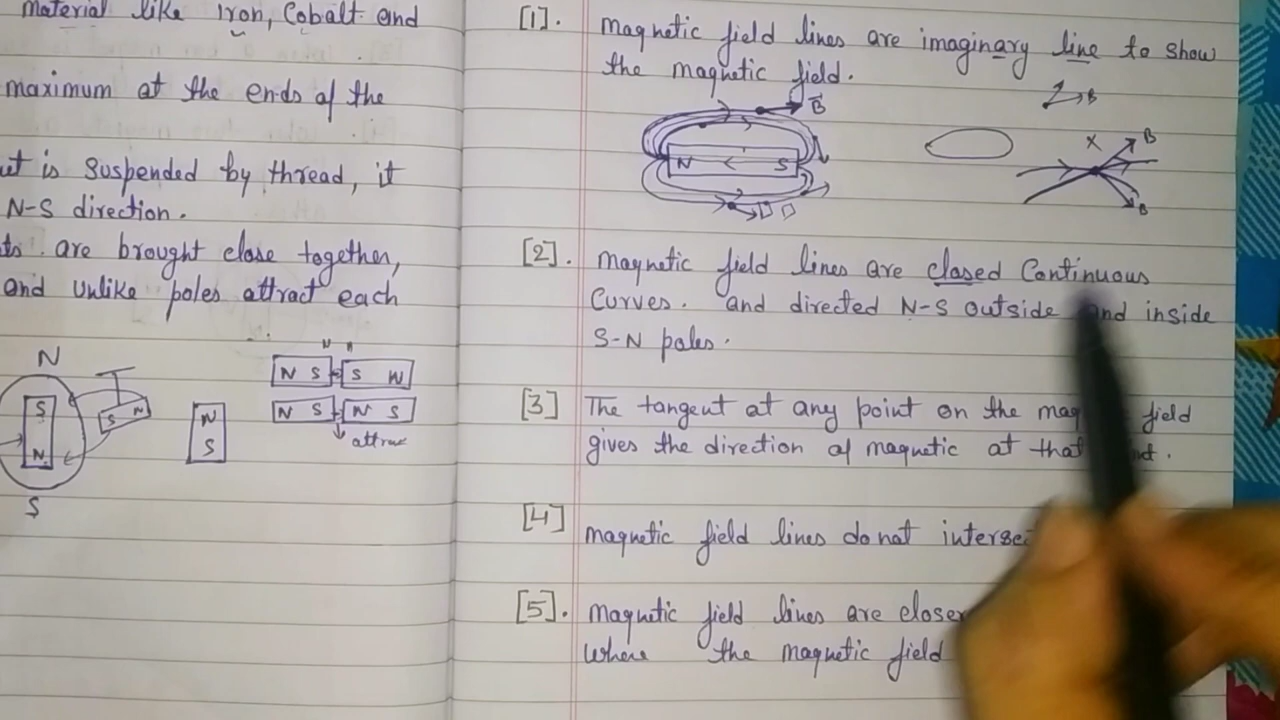 material like Iron, Cobalt and
maximum at the ends of the
is suspended by thread, it
N-S direction.
are brought close together,
and unlike poles attract each
N
S
N
S N
N
S
N S S N
N S N S
attrac
S
[1]. magnetic field lines are imaginary line to show
the magnetic field.
B
B
N S
X B
B
[2]. magnetic field lines are closed Continuous
Curves. and directed N-S outside and inside
S-N poles.
[3] The tangent at any point on the field
gives the direction of magnetic at that
[4] magnetic field lines do not
[5]. magnetic field lines are closer
where the magnetic field